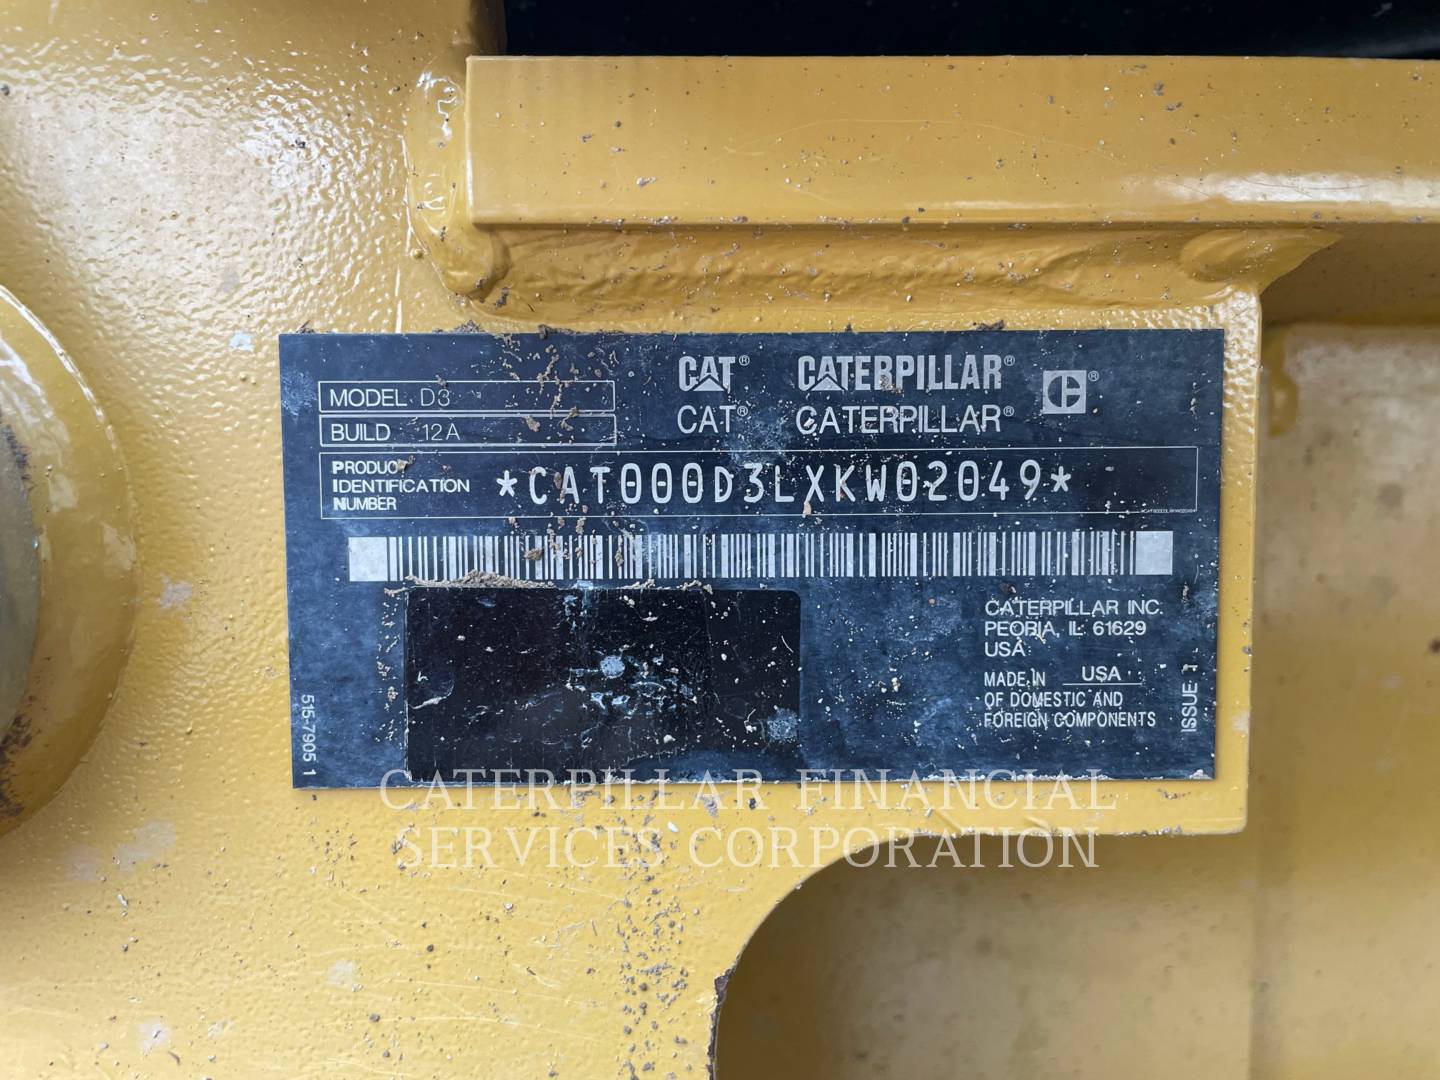 MODEL D3
BUILD 12A
CAT® CATERPILLAR®
CAT® CATERPILLAR®
C ®
PRODUCT
IDENTIFICATION
NUMBER
*CAT000D3LXKW02049*
*CAT000D3LXKW02049*
CATERPILLAR INC.
PEORIA, IL 61629
USA
MADE IN USA
OF DOMESTIC AND
FOREIGN COMPONENTS
ISSUE 1
515-7905 1
CATERPILLAR FINANCIAL
SERVICES CORPORATION